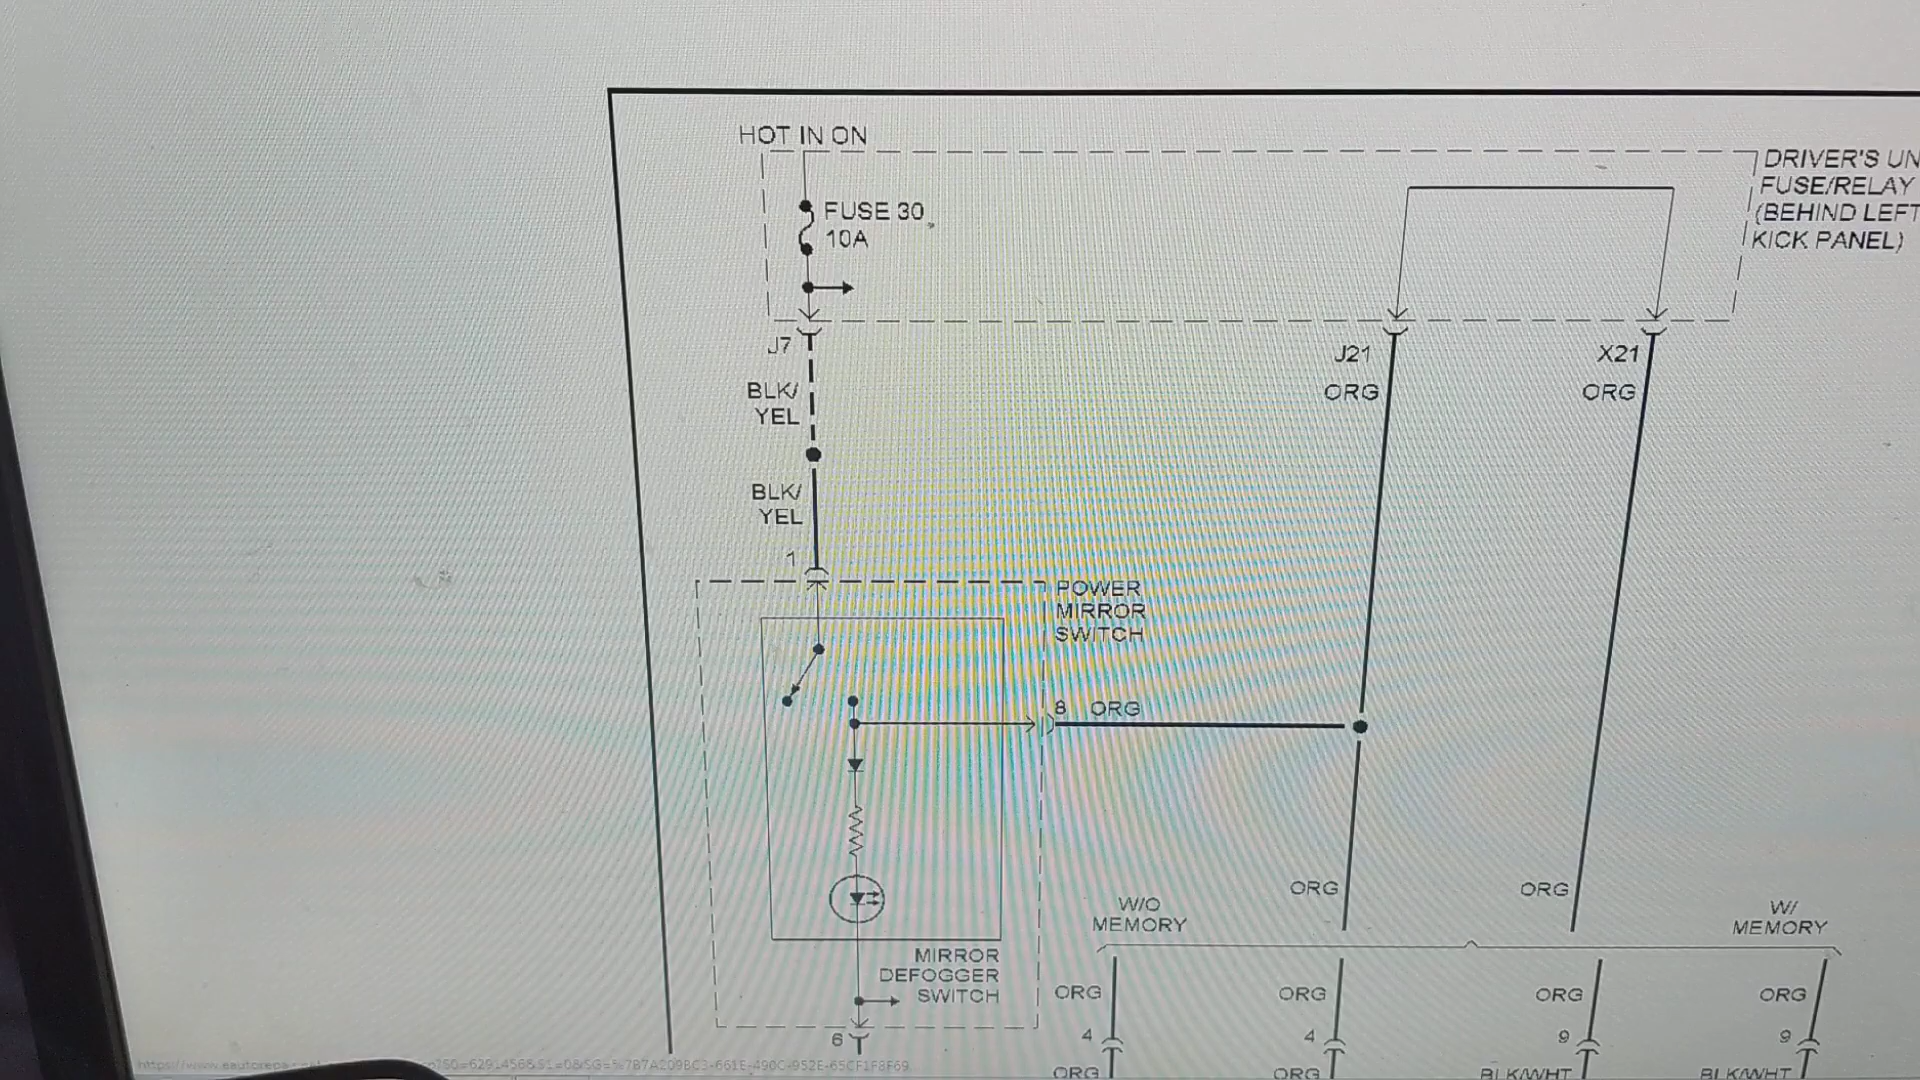 HOT IN ON
FUSE 30
10A
DRIVER'S UN
FUSE/RELAY
(BEHIND LEFT
KICK PANEL)
J7
BLK/
YEL
BLK/
YEL
1
J21
ORG
X21
ORG
POWER
MIRROR
SWITCH
8 ORG
ORG
ORG
W/O
MEMORY
W/
MEMORY
MIRROR
DEFOGGER
SWITCH
6
ORG
ORG
ORG
ORG
4
4
9
9
ORG
ORG
BLK/WHT
BLK/WHT